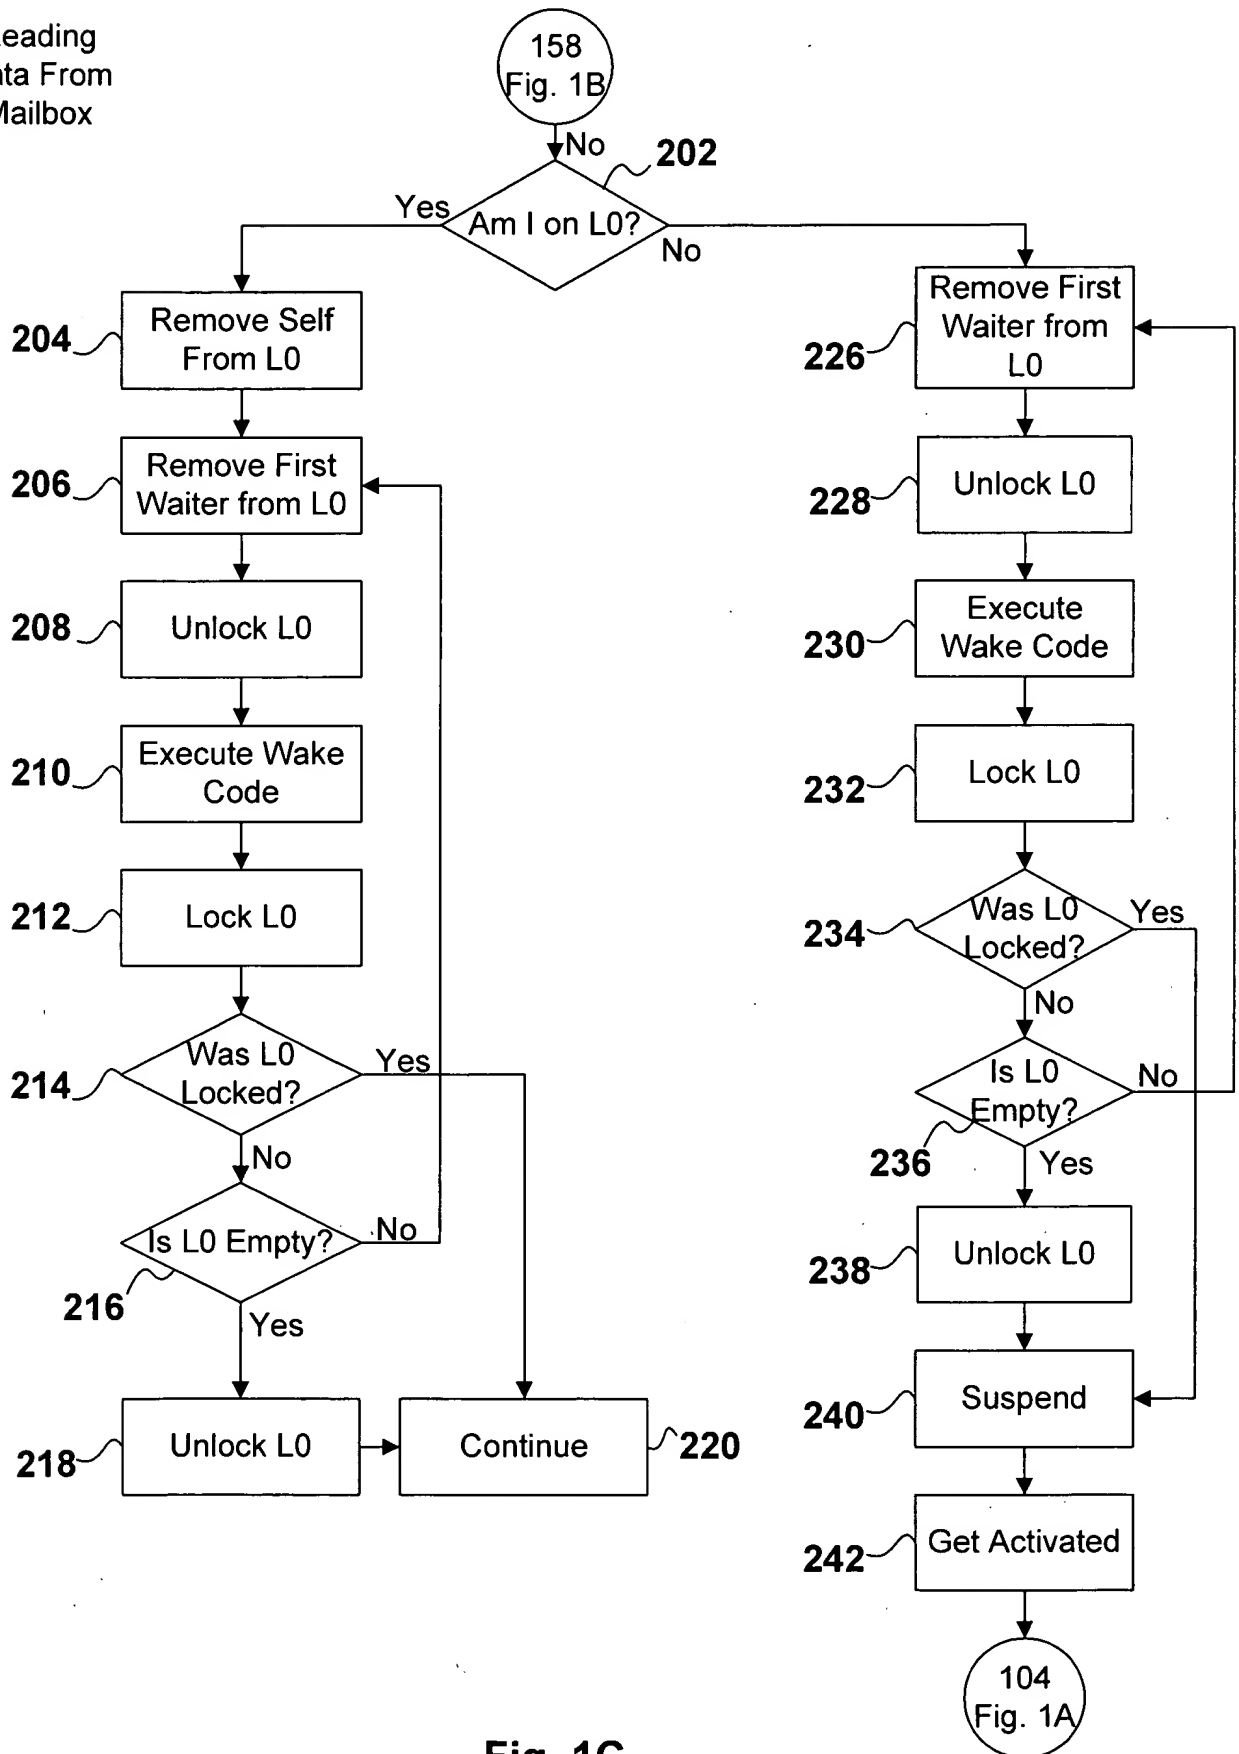 eading
ta From
Mailbox
158
Fig. 1B
No
202
Yes
Am I on L0?
No
204
Remove Self
From L0
206
Remove First
Waiter from L0
208
Unlock L0
210
Execute Wake
Code
212
Lock L0
214
Was L0
Locked?
Yes
No
Is L0 Empty?
No
216
Yes
218
Unlock L0
Continue
220
Remove First
Waiter from
L0
226
Unlock L0
228
Execute
Wake Code
230
Lock L0
232
Was L0
Locked?
234
Yes
No
Is L0
Empty?
No
236
Yes
Unlock L0
238
Suspend
240
Get Activated
242
104
Fig. 1A
Fig. 1C